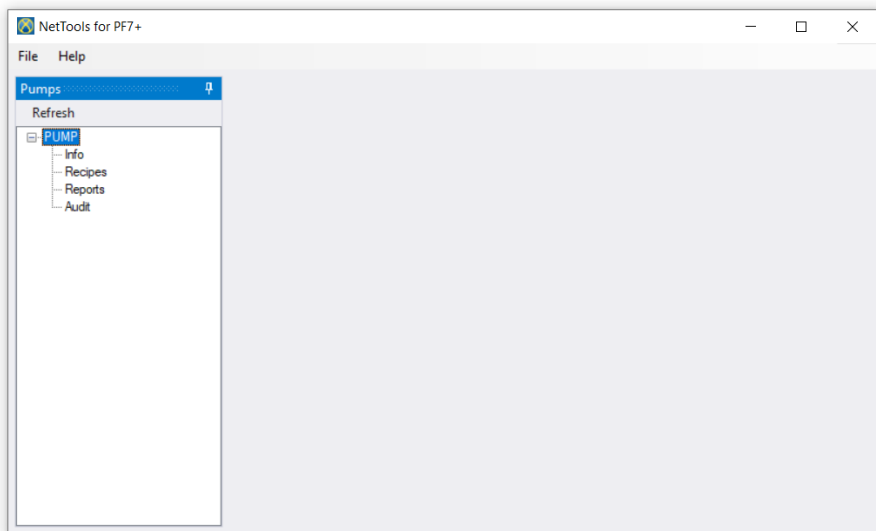 NetTools for PF7+
File Help
Pumps
Refresh
PUMP
Info
Recipes
Reports
Audit